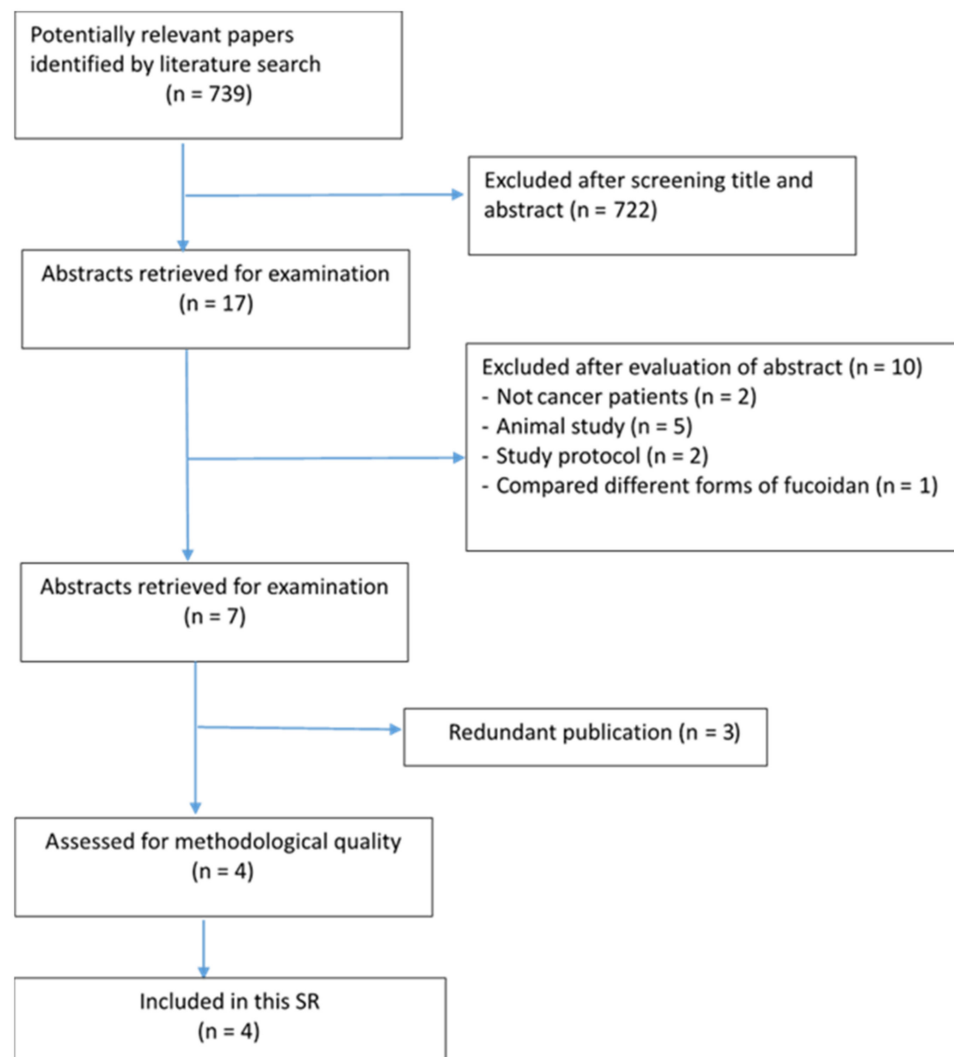 Potentially relevant papers
identified by literature search
(n = 739)
Excluded after screening title and
abstract (n = 722)
Abstracts retrieved for examination
(n = 17)
Excluded after evaluation of abstract (n = 10)
- Not cancer patients (n = 2)
- Animal study (n = 5)
- Study protocol (n = 2)
- Compared different forms of fucoidan (n = 1)
Abstracts retrieved for examination
(n = 7)
Redundant publication (n = 3)
Assessed for methodological quality
(n = 4)
Included in this SR
(n = 4)